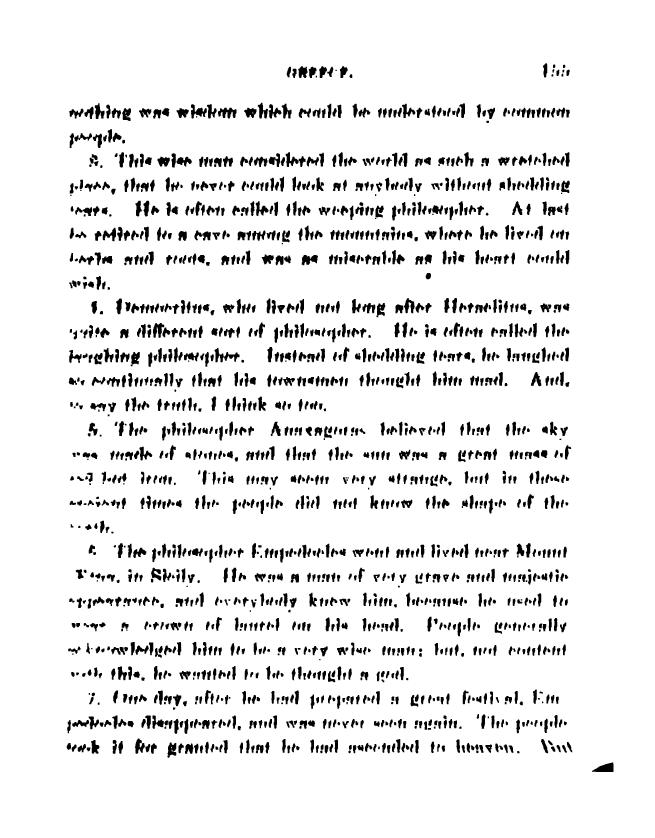 GREECE.
nothing was wisdom which could be understood by common
people.
3. This wise man considered the world as such a wretched
place, that he never could look at anybody without shedding
tears. He is often called the weeping philosopher. At last
he retired to a cave among the mountains, where he lived on
herbs and roots, and was as miserable as his heart could
wish.
4. Democritus, who lived not long after Heraclitus, was
quite a different sort of philosopher. He is often called the
laughing philosopher. Instead of shedding tears, he laughed
so continually that his townsmen thought him mad. And,
to say the truth, I think so too.
5. The philosopher Anaxagoras believed that the sky
was made of stones, and that the sun was a great mass of
red hot iron. This may seem very strange, but in those
ancient times the people did not know the shape of the
earth.
6. The philosopher Empedocles went and lived near Mount
Etna, in Sicily. He was a man of very grave and majestic
appearance, and everybody knew him, because he used to
wear a crown of laurel on his head. People generally
acknowledged him to be a very wise man; but, not content
with this, he wanted to be thought a god.
7. One day, after he had prepared a great festival, Em-
pedocles disappeared, and was never seen again. The people
took it for granted that he had ascended to heaven. But